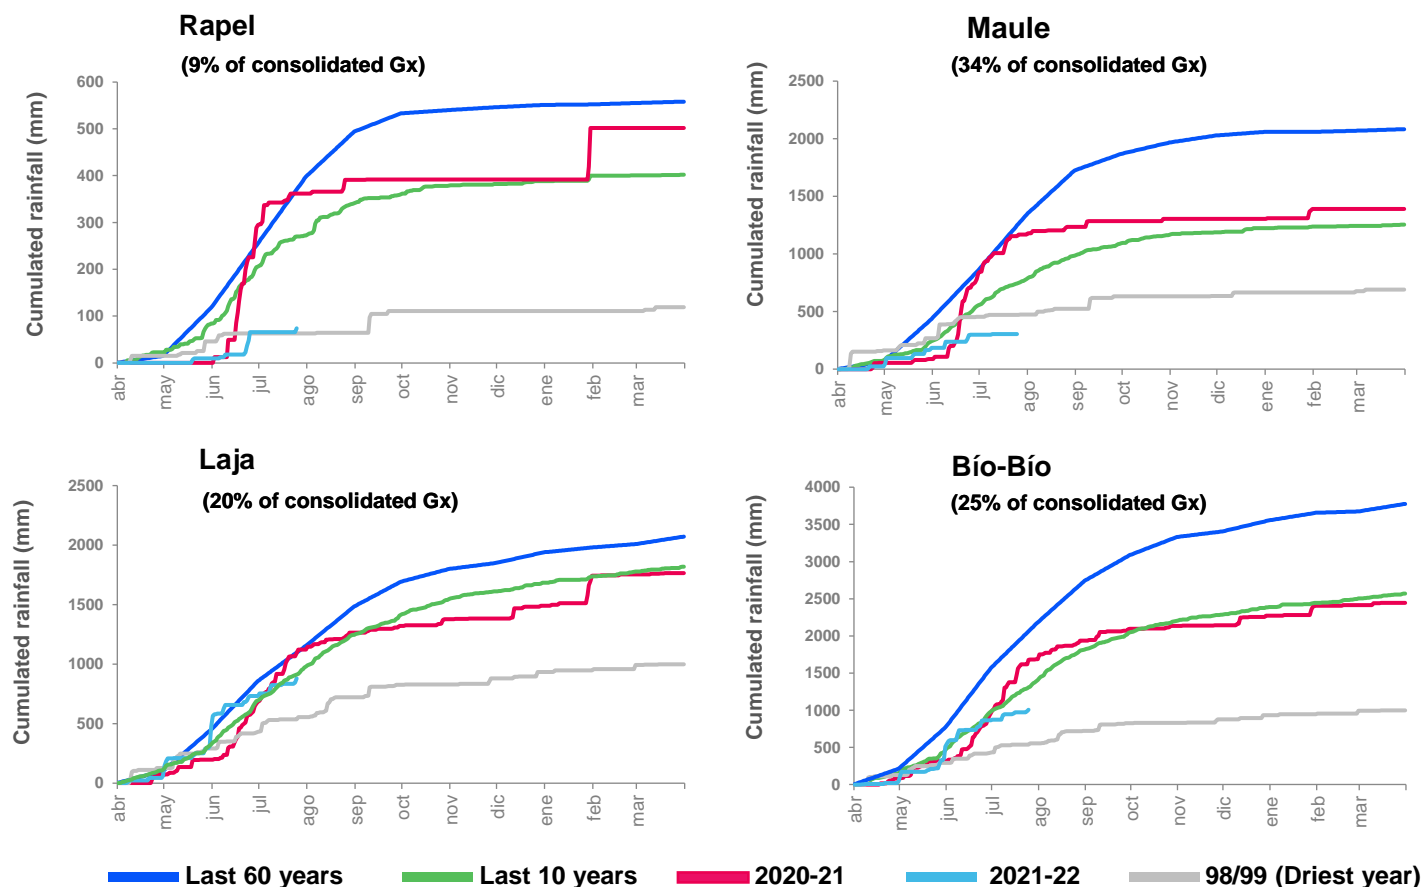 Rapel
(9% of consolidated Gx)
Cumulated rainfall (mm)
600
500
400
300
200
100
0
abr
may
jun
jul
ago
sep
oct
nov
dic
ene
feb
mar
Maule
(34% of consolidated Gx)
Cumulated rainfall (mm)
2500
2000
1500
1000
500
0
abr
may
jun
jul
ago
sep
oct
nov
dic
ene
feb
mar
Laja
(20% of consolidated Gx)
Cumulated rainfall (mm)
2500
2000
1500
1000
500
0
abr
may
jun
jul
ago
sep
oct
nov
dic
ene
feb
mar
Bío-Bío
(25% of consolidated Gx)
Cumulated rainfall (mm)
4000
3500
3000
2500
2000
1500
1000
500
0
abr
may
jun
jul
ago
sep
oct
nov
dic
ene
feb
mar
Last 60 years Last 10 years 2020-21 2021-22 98/99 (Driest year)